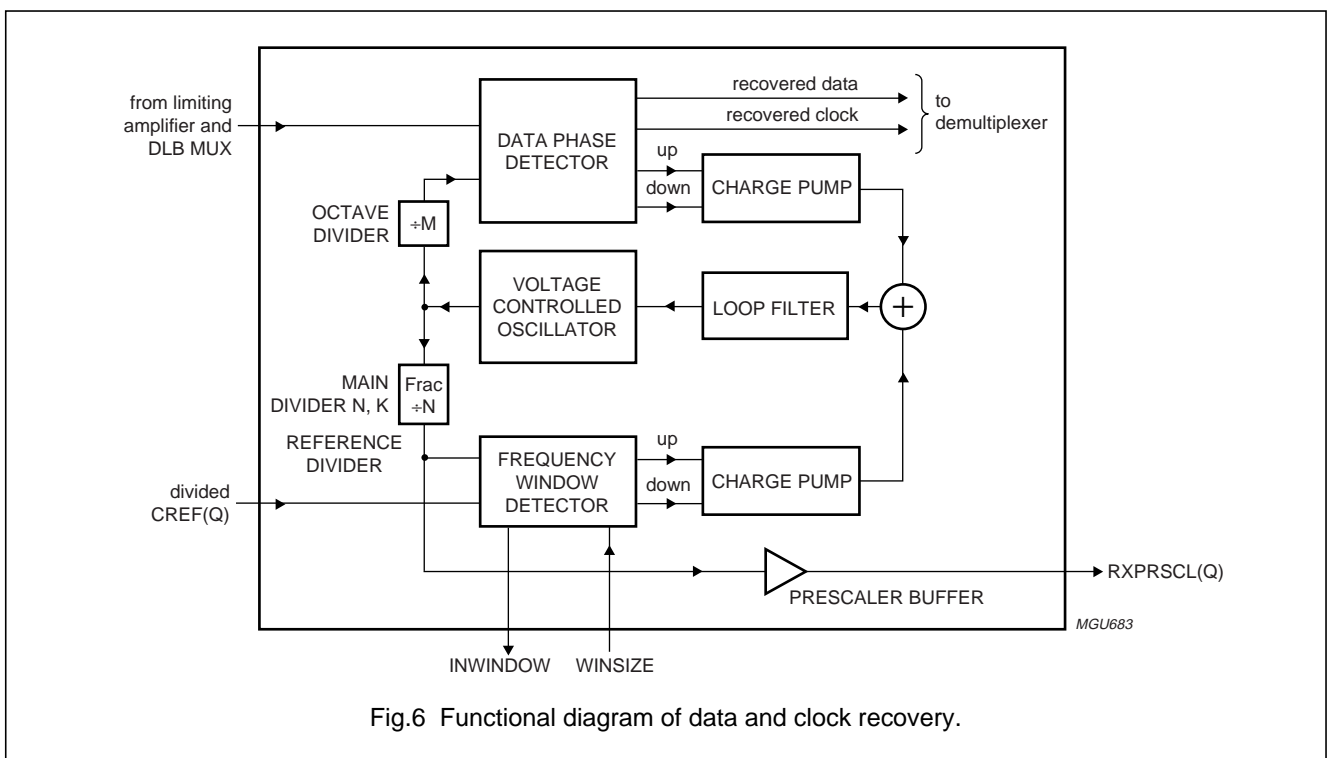 recovered data
recovered clock
to
demultiplexer
from limiting
amplifier and
DLB MUX
DATA PHASE
DETECTOR
up
down
CHARGE PUMP
OCTAVE
DIVIDER
÷M
VOLTAGE
CONTROLLED
OSCILLATOR
LOOP FILTER
+
MAIN
DIVIDER N, K
Frac
÷N
REFERENCE
DIVIDER
divided
CREF(Q)
FREQUENCY
WINDOW
DETECTOR
up
down
CHARGE PUMP
PRESCALER BUFFER
RXPRSCL(Q)
MGU683
INWINDOW
WINSIZE
Fig.6 Functional diagram of data and clock recovery.